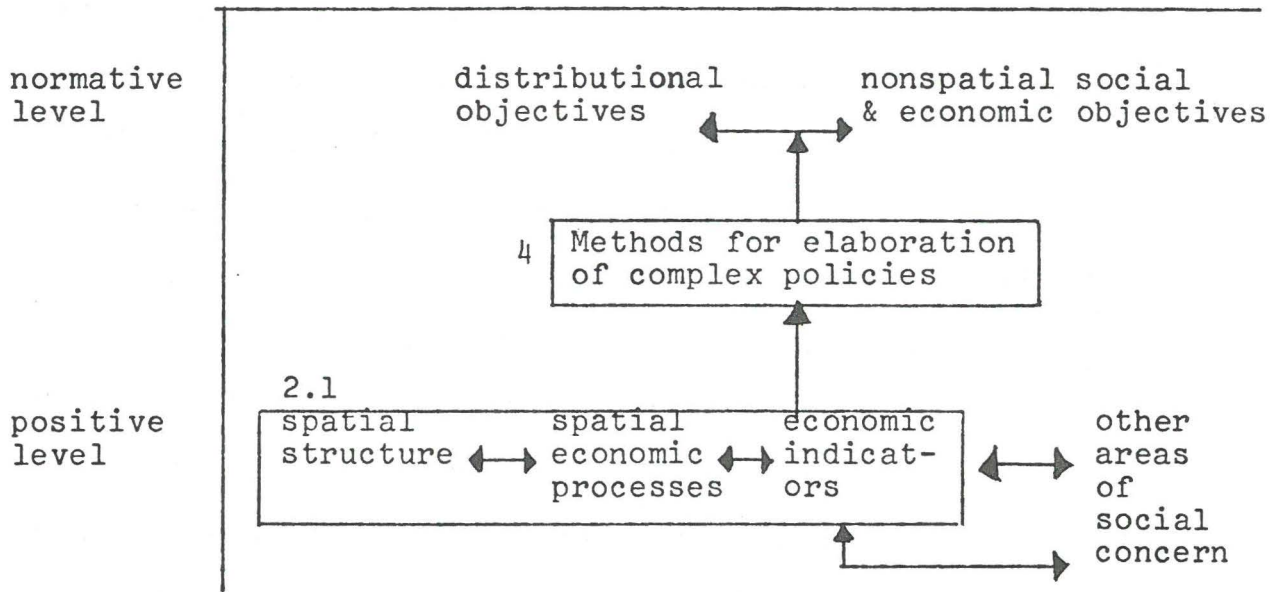 normative
level
distributional
objectives
nonspatial social
& economic objectives
4
Methods for elaboration
of complex policies
2.1
positive
level
spatial
structure
spatial
economic
processes
economic
indicat-
ors
other
areas
of
social
concern